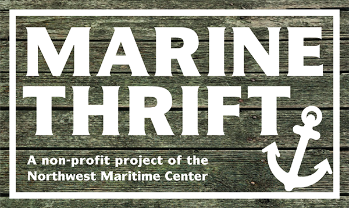 MARINE
THRIFT
A non-profit project of the
Northwest Maritime Center